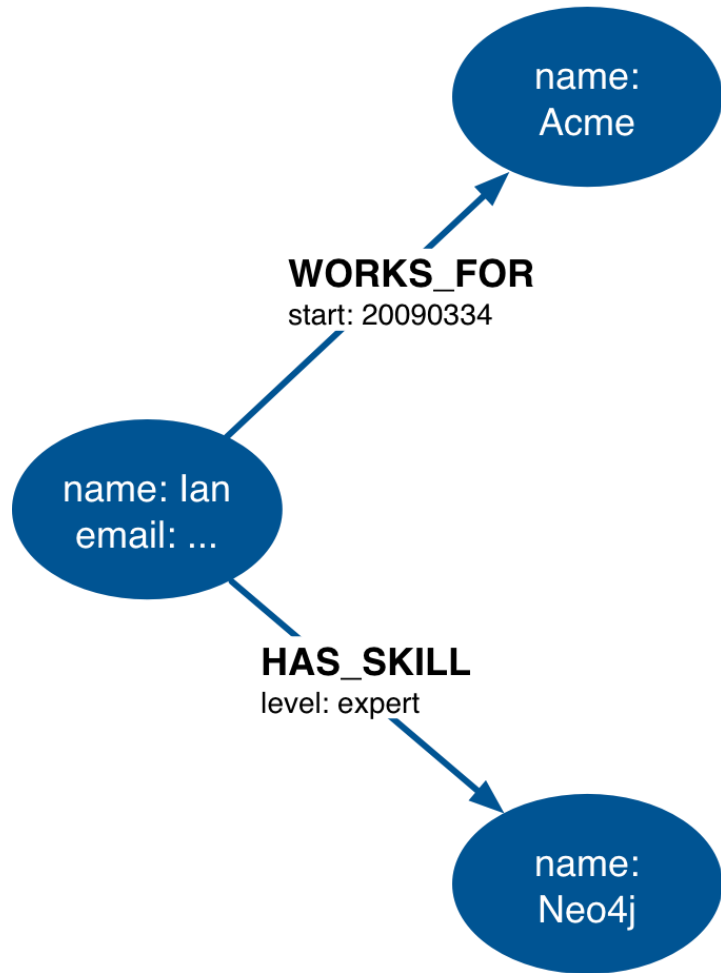 name:
Acme
WORKS_FOR
start: 20090334
name: Ian
email: ...
HAS_SKILL
level: expert
name:
Neo4j